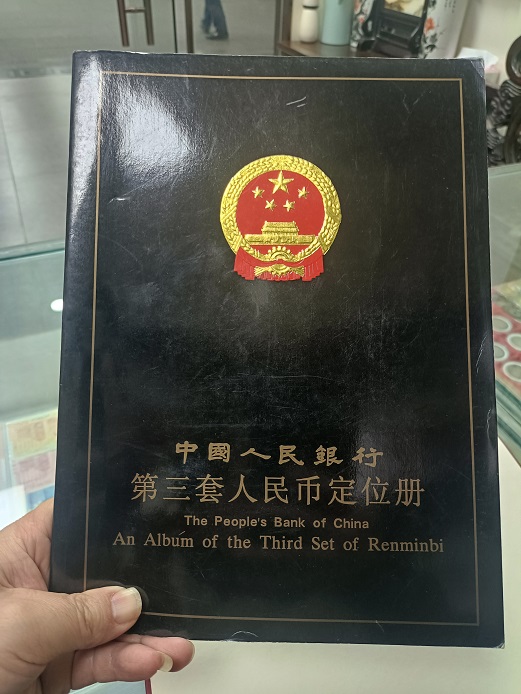 中國人民銀行
第三套人民币定位册
The People's Bank of China
An Album of the Third Set of Renminbi